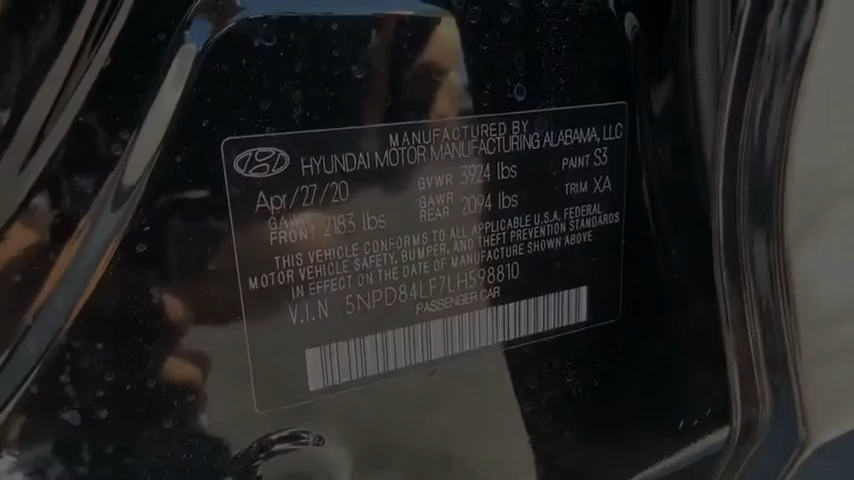 MANUFACTURED BY
HYUNDAI MOTOR MANUFACTURING ALABAMA, LLC
Apr/27/20 GVWR 3924 lbs PAINT S3
GAWR FRONT 2183 lbs GAWR REAR 2094 lbs TRIM XA
THIS VEHICLE CONFORMS TO ALL APPLICABLE U.S.A. FEDERAL
MOTOR VEHICLE SAFETY, BUMPER, AND THEFT PREVENTION STANDARDS
IN EFFECT ON THE DATE OF MANUFACTURE SHOWN ABOVE
V.I.N 5NPD84LF7LH598810
PASSENGER CAR